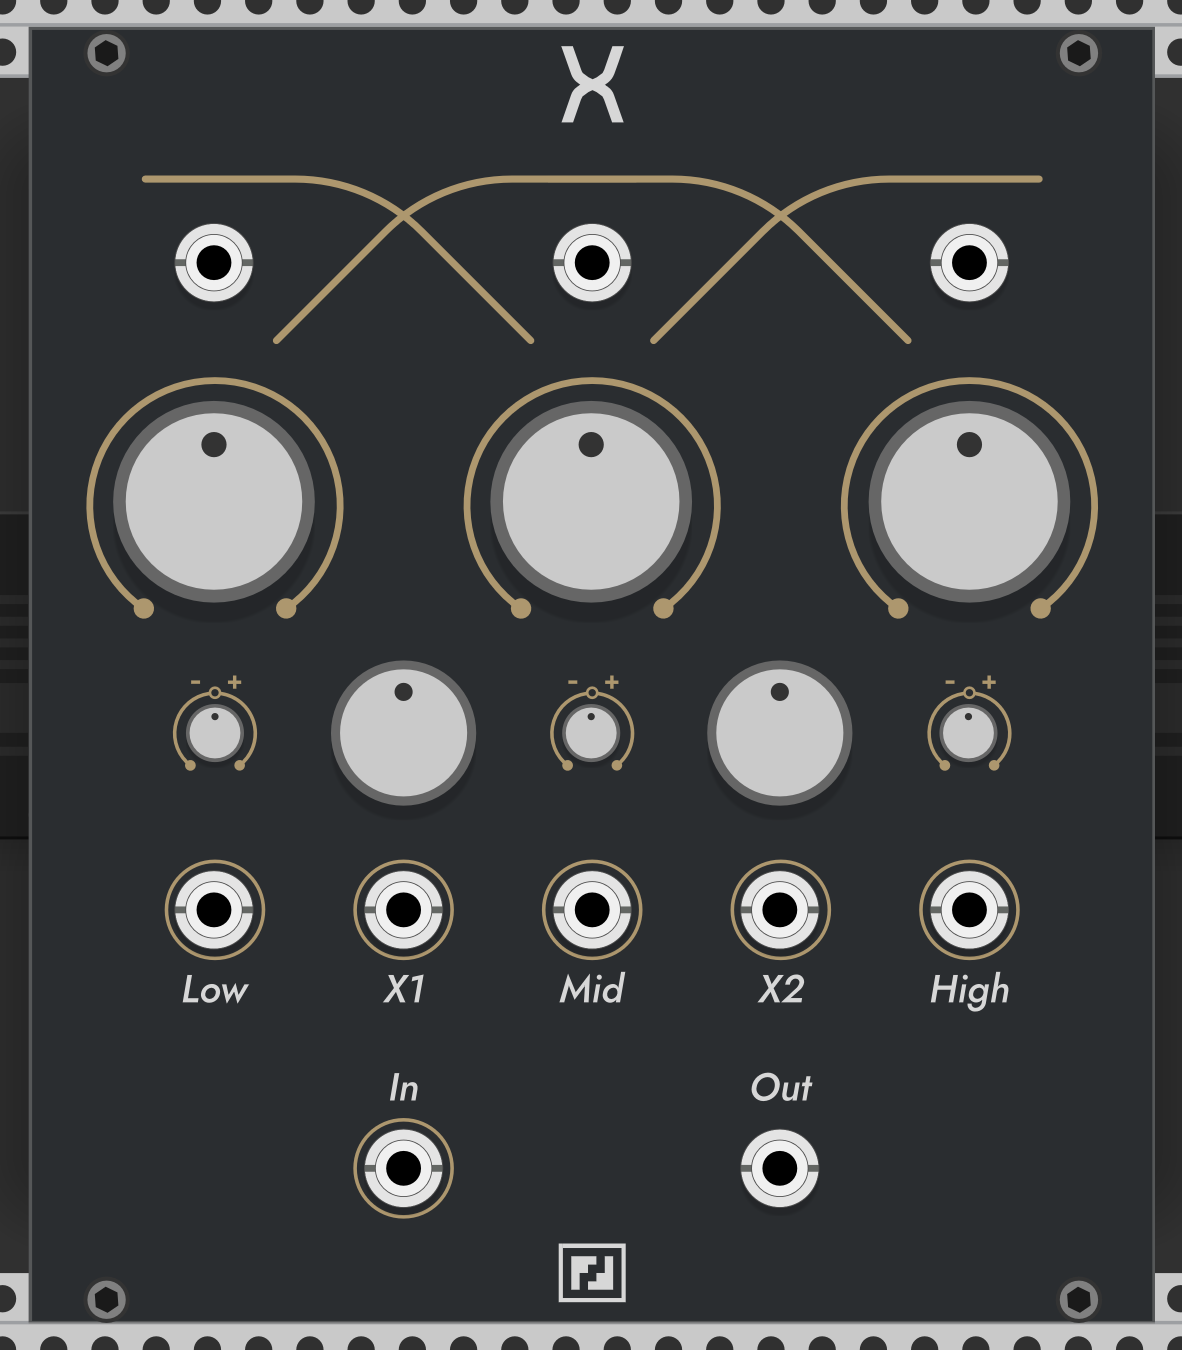 X
- +
- +
- +
Low X1 Mid X2 High
In Out